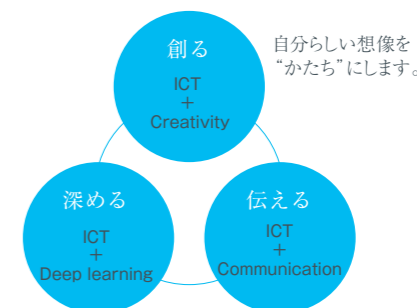 創る
ICT
+
Creativity
自分らしい想像を
“かたち”にします。
深める
ICT
+
Deep learning
伝える
ICT
+
Communication